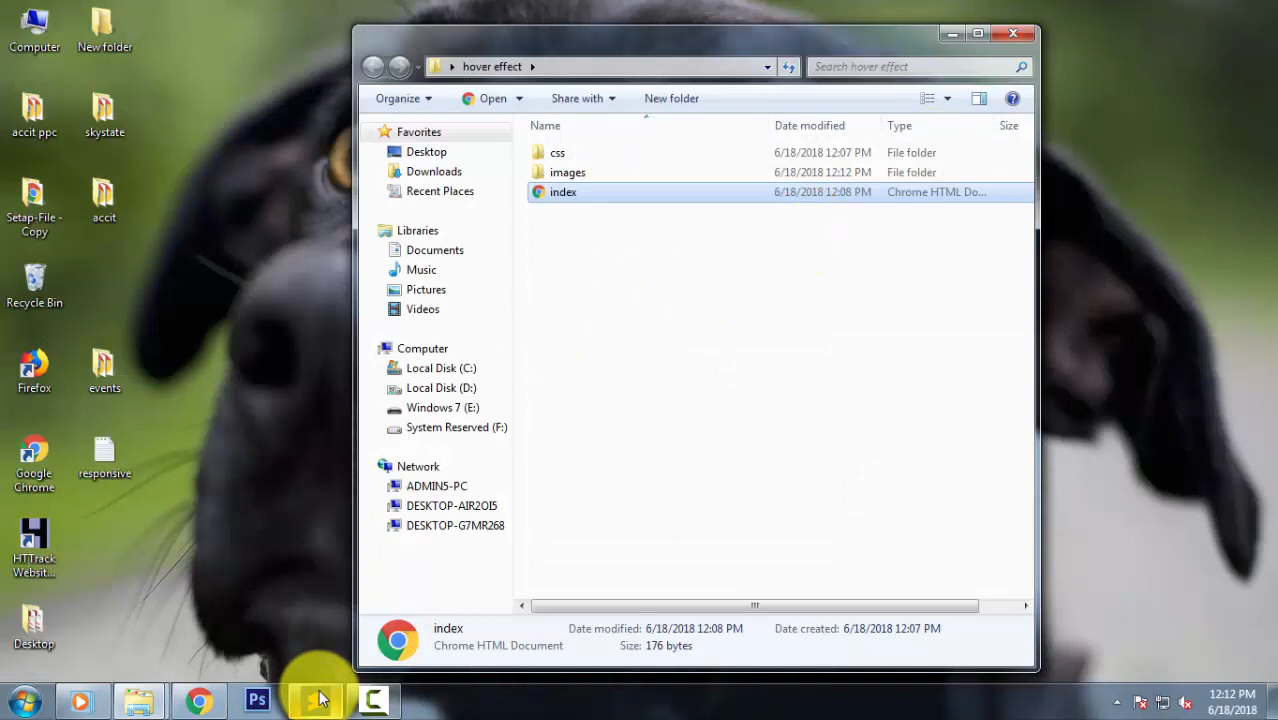 Computer
New folder
accit ppc
skystate
Setap-File -
Copy
accit
Recycle Bin
Firefox
events
Google
Chrome
responsive
HTTrack
Websit...
Desktop
hover effect
Search hover effect
Organize
Open
Share with
New folder
Favorites
Desktop
Downloads
Recent Places
Libraries
Documents
Music
Pictures
Videos
Computer
Local Disk (C:)
Local Disk (D:)
Windows 7 (E:)
System Reserved (F:)
Network
ADMIN5-PC
DESKTOP-AIR2OI5
DESKTOP-G7MR268
Name Date modified Type Size
css 6/18/2018 12:07 PM File folder
images 6/18/2018 12:12 PM File folder
index 6/18/2018 12:08 PM Chrome HTML Do...
index Date modified: 6/18/2018 12:08 PM Date created: 6/18/2018 12:07 PM
Chrome HTML Document Size: 176 bytes
Ps
12:12 PM
6/18/2018